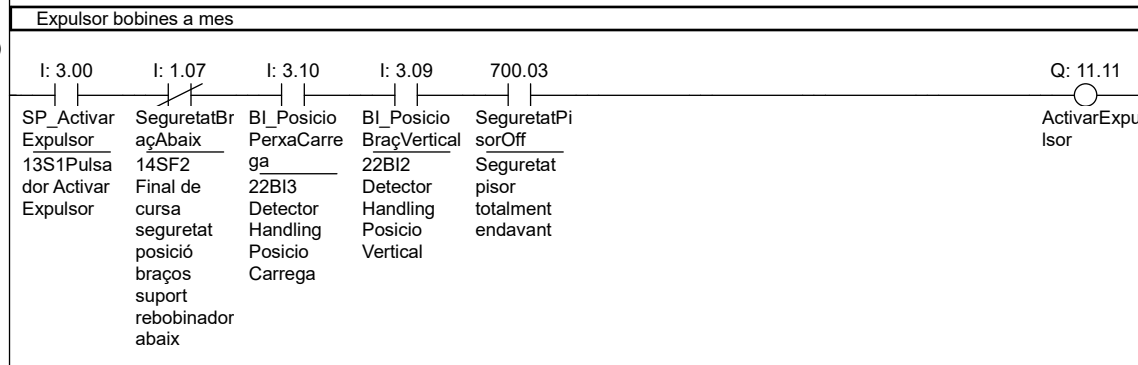 Expulsor bobines a mes
I: 3.00 I: 1.07 I: 3.10 I: 3.09 700.03 Q: 11.11
SP_Activar SeguretatBr BI_Posicio BI_Posicio SeguretatPi ActivarExpu
Expulsor açAbaix PerxaCarre BraçVertical sorOff lsor
13S1Pulsa 14SF2 ga 22BI2 Seguretat
dor Activar Final de 22BI3 Detector pisor
Expulsor cursa Detector Handling totalment
seguretat Handling Posicio endavant
posició Posicio Vertical
braços Carrega
suport
rebobinador
abaix